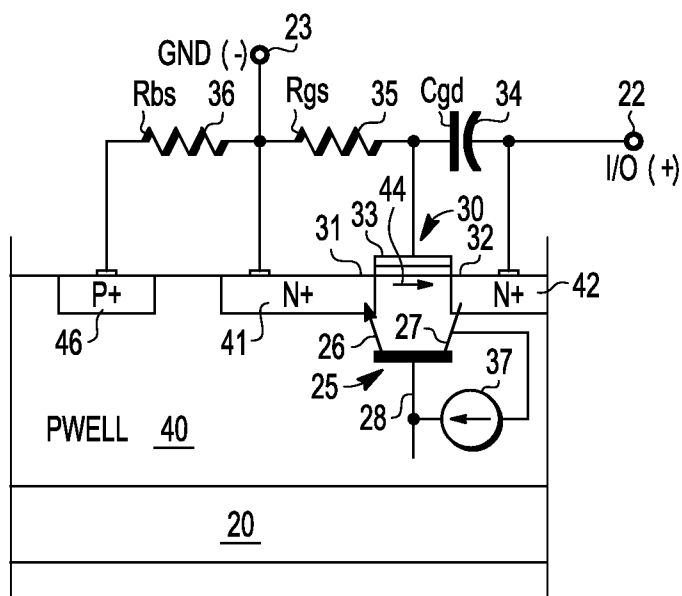 GND (-) 23
Rbs 36 Rgs 35 Cgd 34 22
I/O (+)
33 44 30
31 32
P+ N+ N+ 42
46 41 26 27
25 37
28
PWELL 40
20